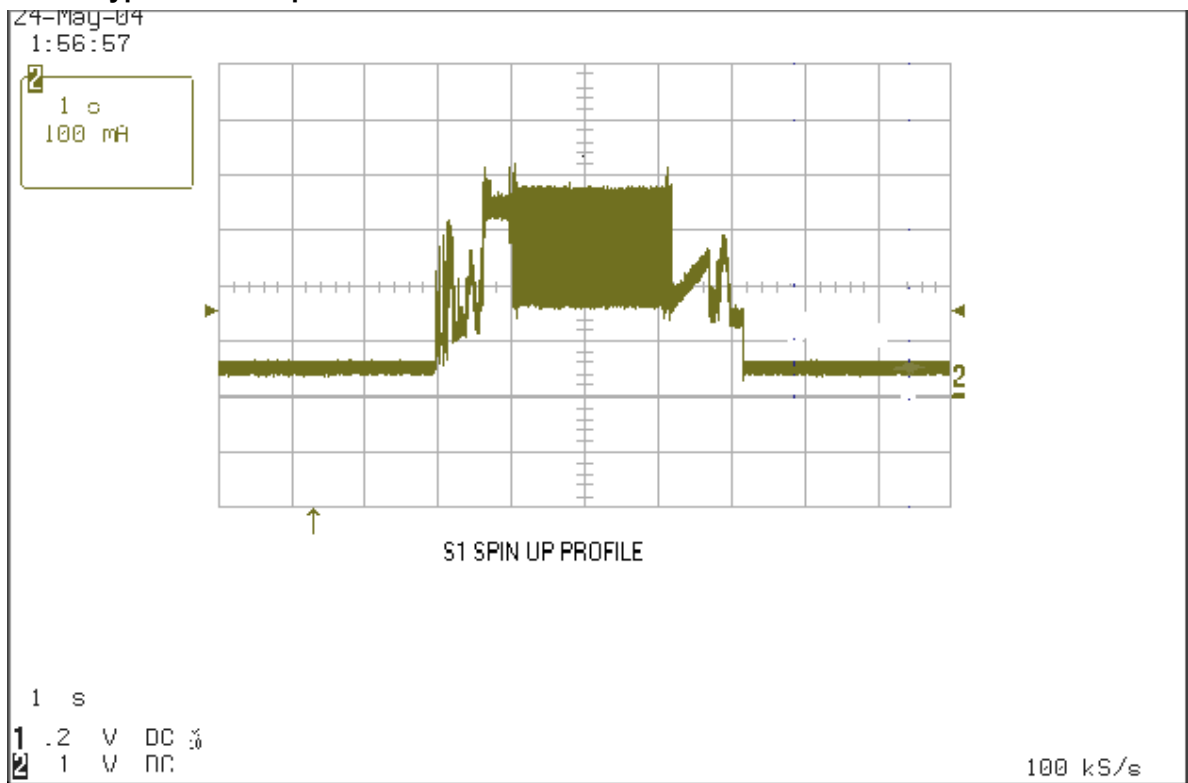 24-May-04
1:56:57
2
1 s
100 mA
2
S1 SPIN UP PROFILE
1 s
1 .2 V DC
2 1 V DC
100 kS/s